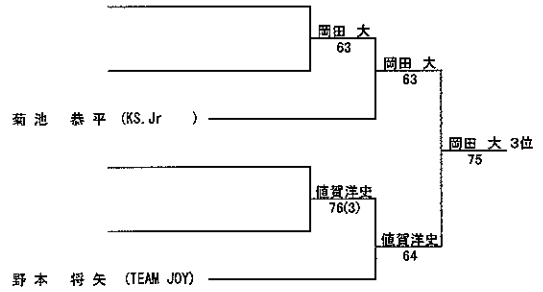 岡田 大
63
岡田 大
63
菊池 恭平 (KS.Jr )
岡田 大 3位
75
値賀洋史
76(3)
値賀洋史
64
野本 将矢 (TEAM JOY)